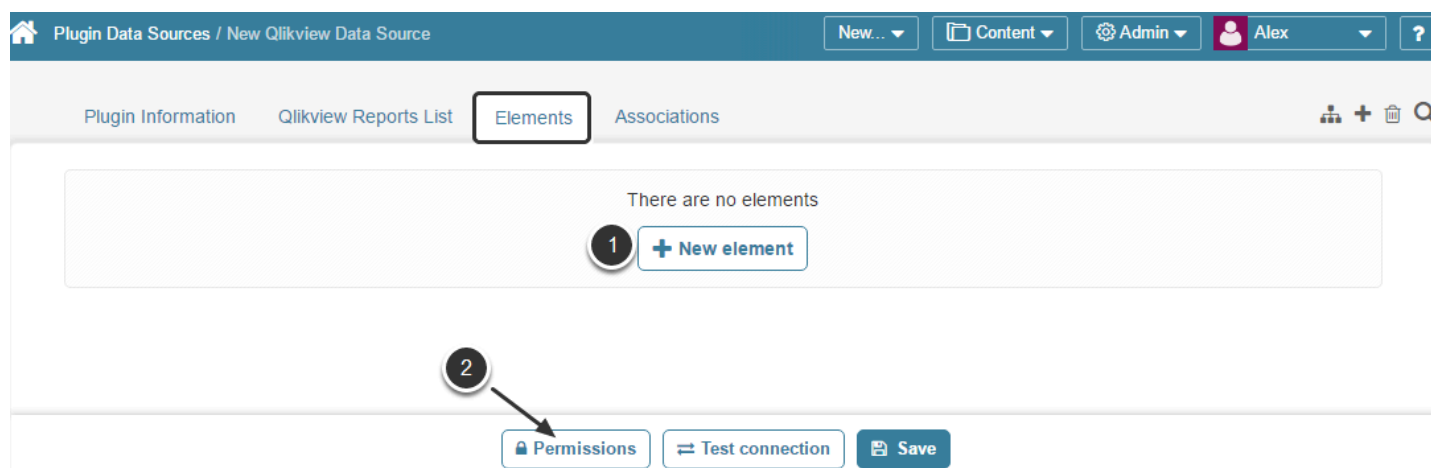 Plugin Data Sources / New Qlikview Data Source New... Content Admin Alex ?
Plugin Information Qlikview Reports List Elements Associations
There are no elements
1 New element
2
Permissions Test connection Save